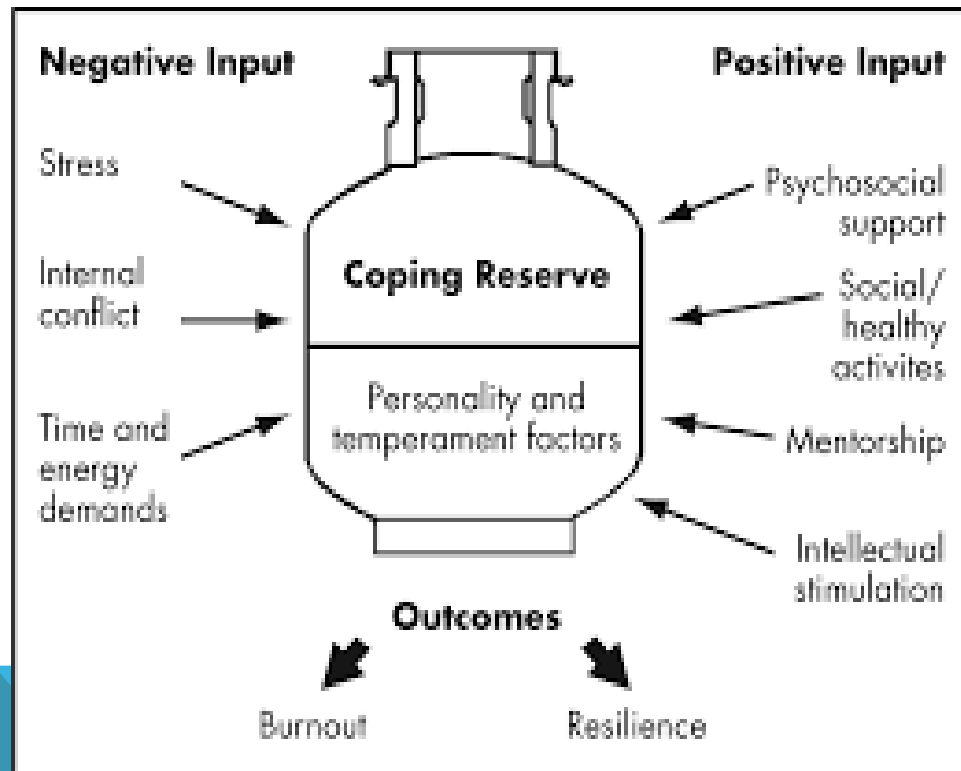 Negative Input
Positive Input
Stress
Internal
conflict
Time and
energy
demands
Coping Reserve
Personality and
temperament factors
Psychosocial
support
Social/
healthy
activites
Mentorship
Intellectual
stimulation
Outcomes
Burnout
Resilience